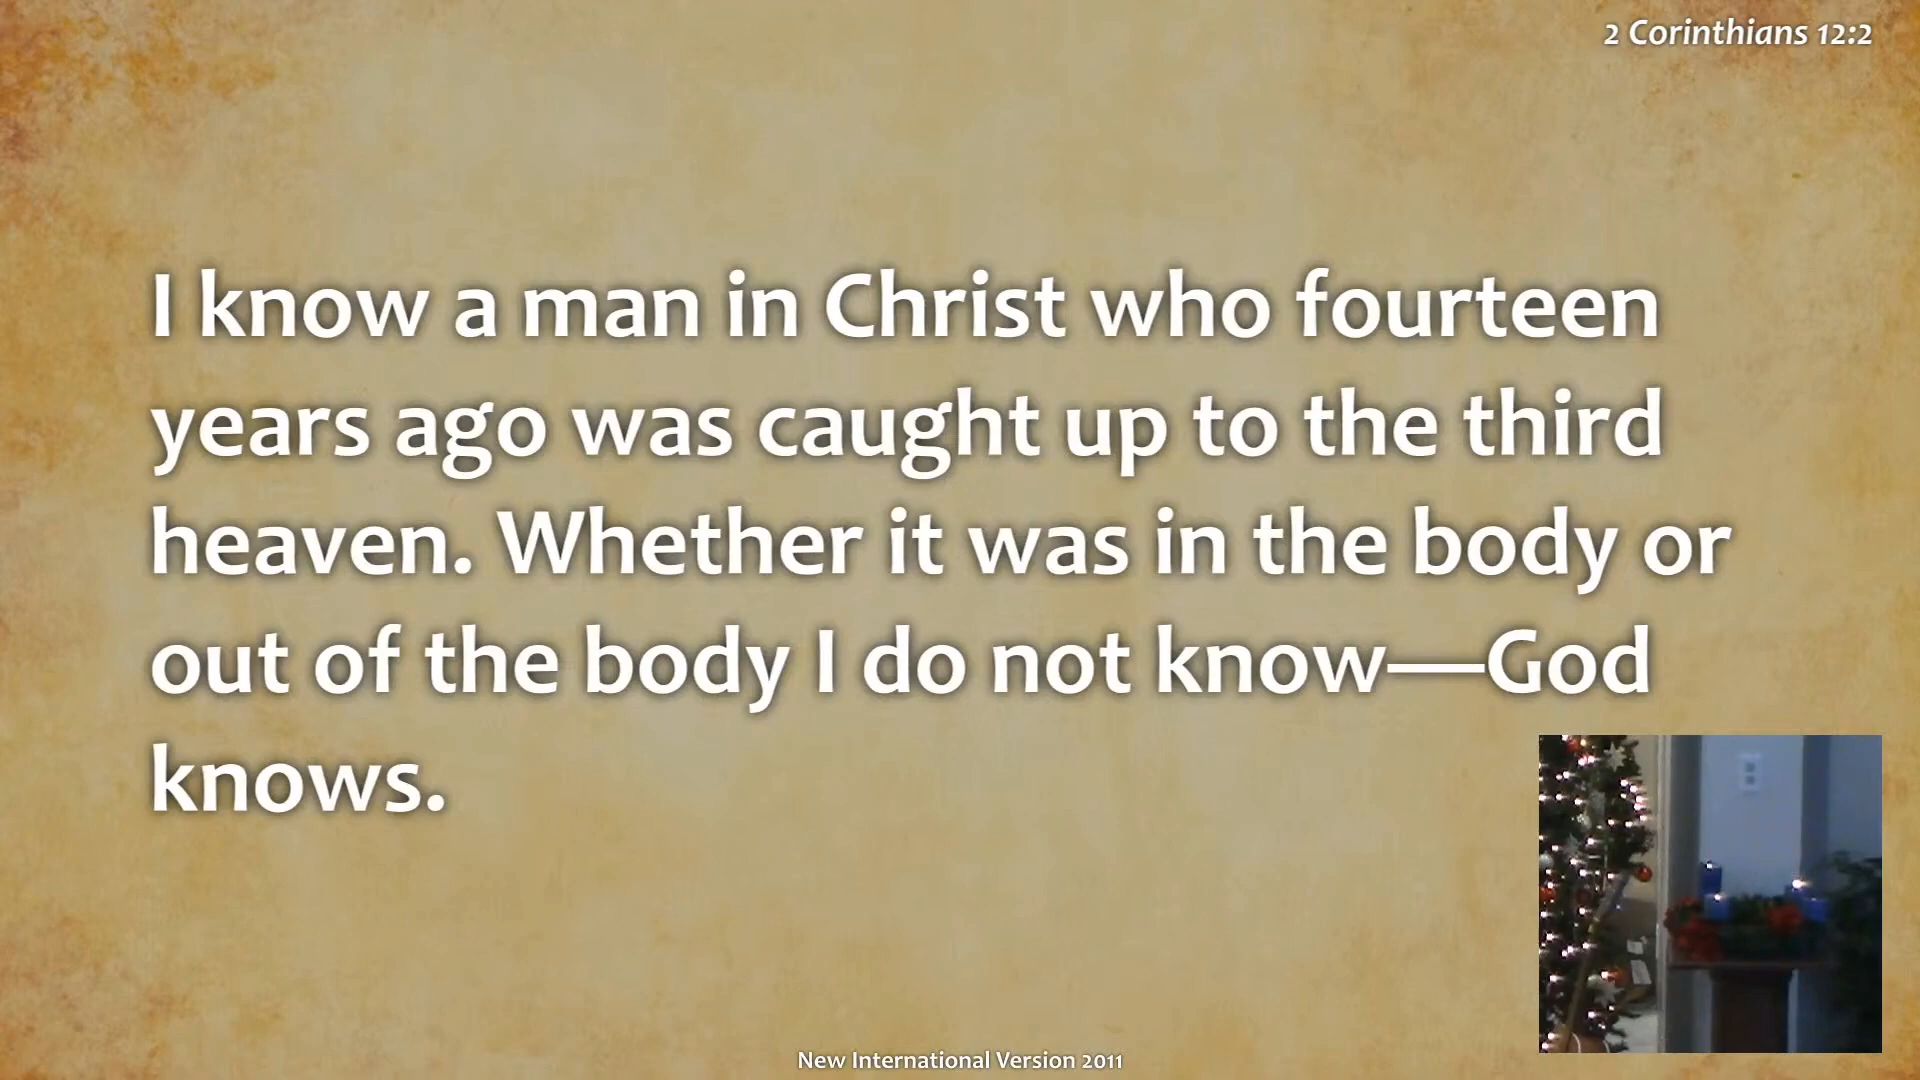 2 Corinthians 12:2
I know a man in Christ who fourteen
years ago was caught up to the third
heaven. Whether it was in the body or
out of the body I do not know—God
knows.
New International Version 2011